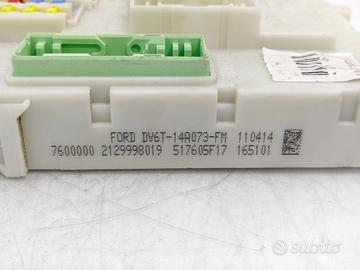 FORD DV6T-14A073-FM 110414
7600000 2129998019 517605F17 165101
subito